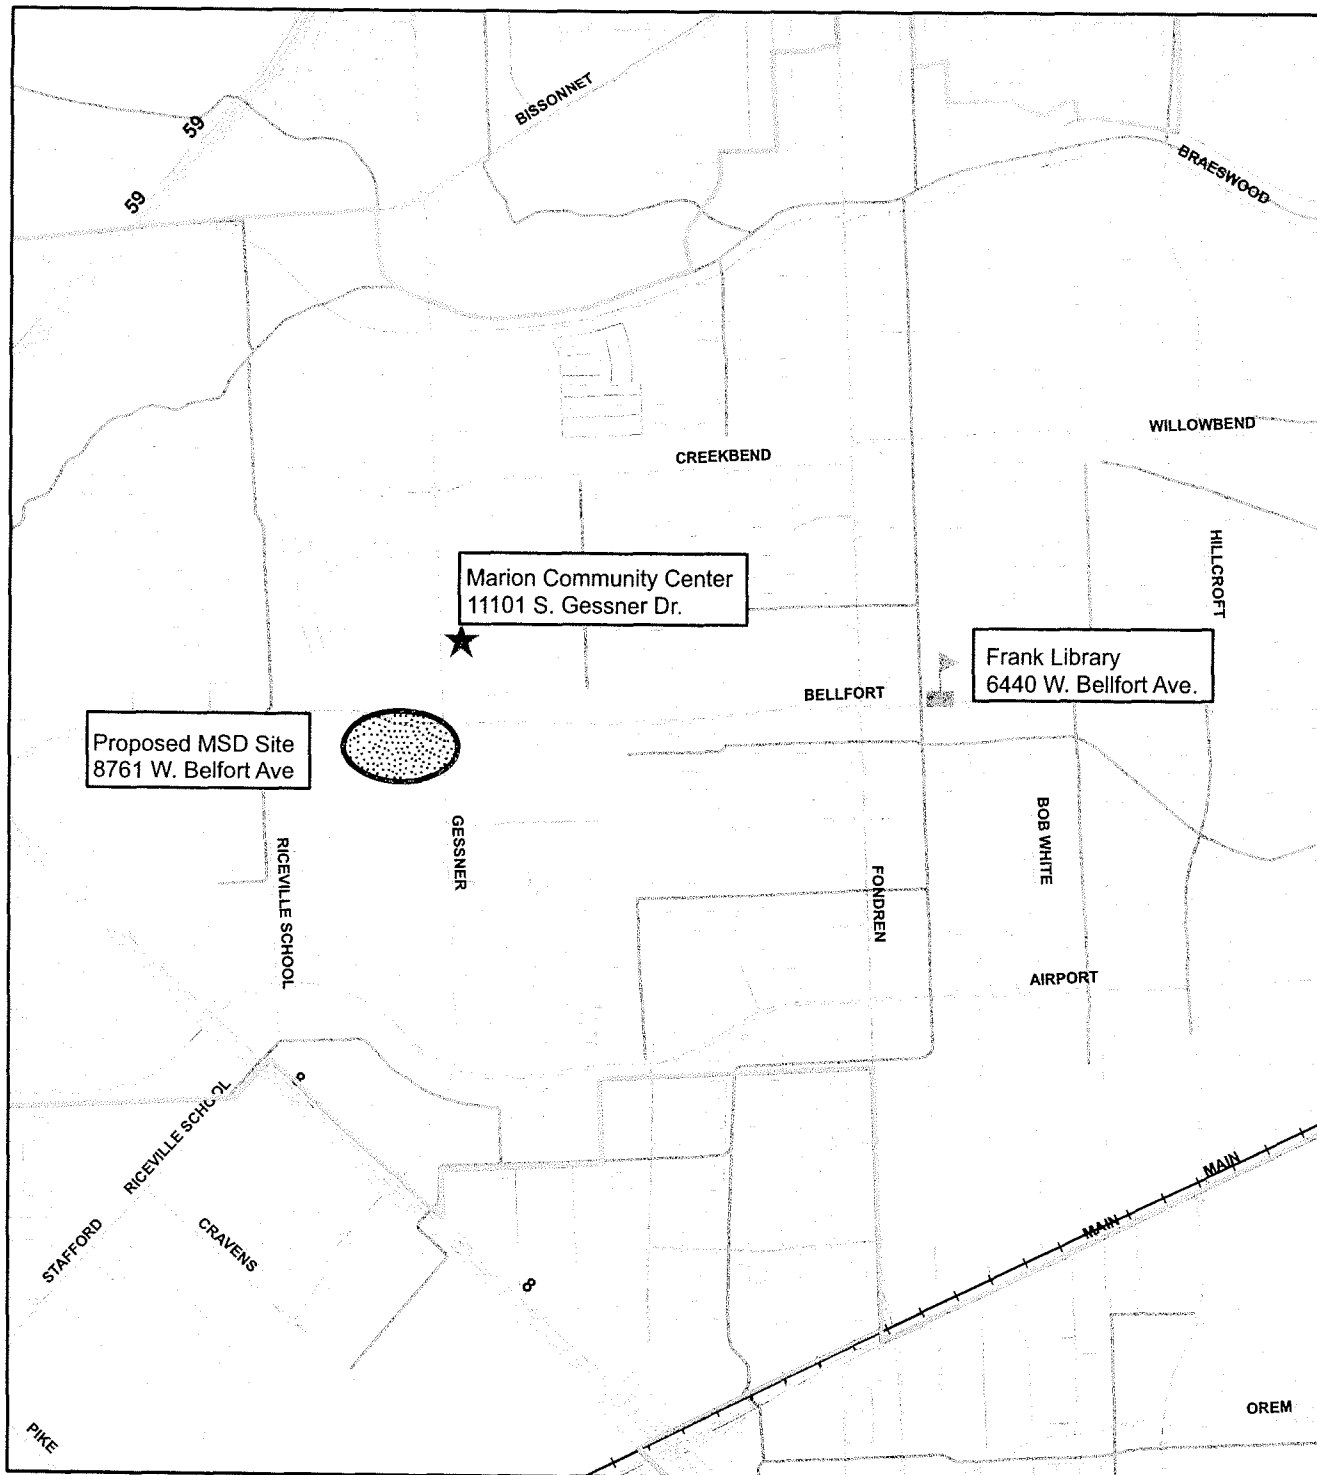 59
BISSONNET
59
BRAESWOOD
WILLOWBEND
CREEKBEND
HILLCROFT
Marion Community Center
11101 S. Gessner Dr.
Frank Library
6440 W. Bellfort Ave.
BELLFORT
Proposed MSD Site
8761 W. Belfort Ave
GESSNER
BOB WHITE
RICEVILLE SCHOOL
FONDREN
AIRPORT
8
RICEVILLE SCHOOL
MAIN
MAIN
STAFFORD
CRAVENS
8
OREM
PIKE